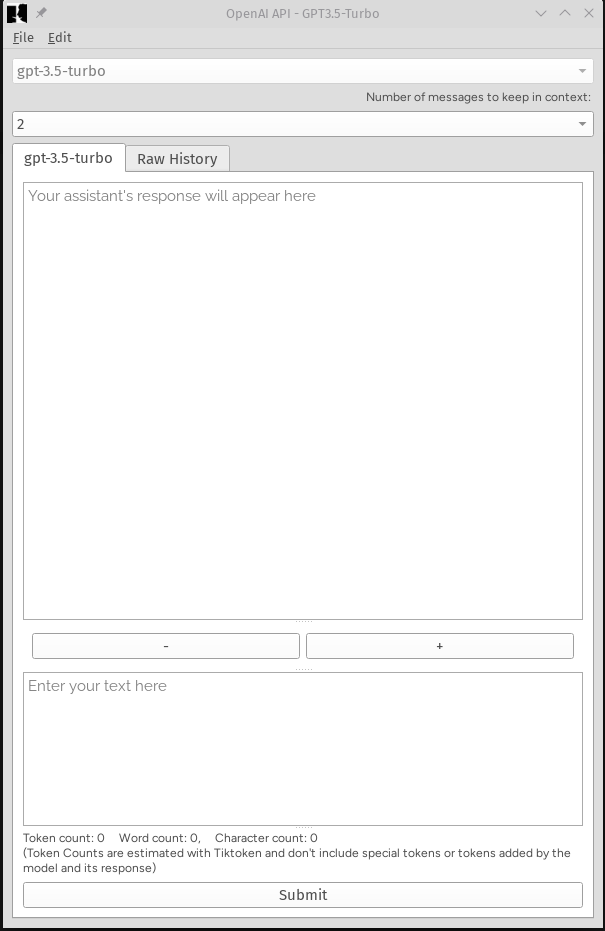 OpenAI API - GPT3.5-Turbo
File Edit
gpt-3.5-turbo
Number of messages to keep in context:
2
gpt-3.5-turbo Raw History
Your assistant's response will appear here
- +
Enter your text here
Token count: 0 Word count: 0, Character count: 0
(Token Counts are estimated with Tiktoken and don't include special tokens or tokens added by the
model and its response)
Submit